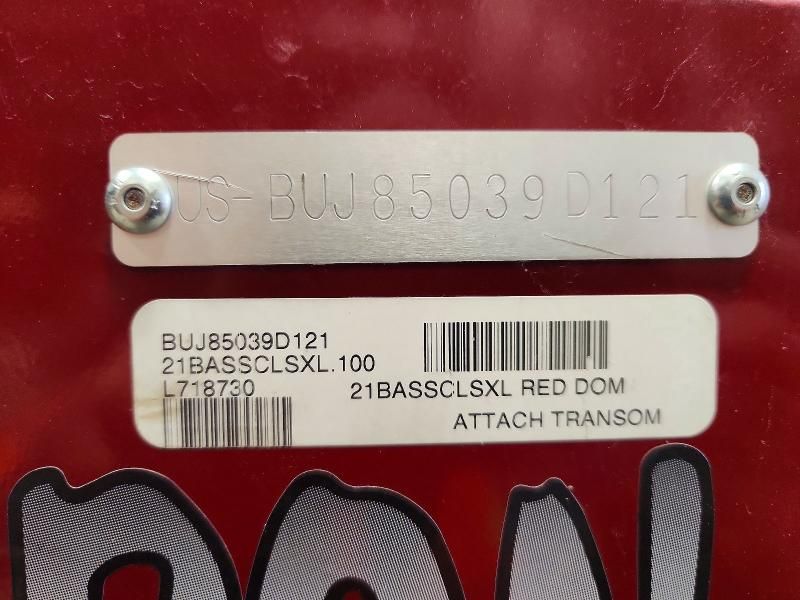 US-BUJ85039D121
BUJ85039D121
21BASSCLSXL.100
L718730
21BASSCLSXL RED DOM
ATTACH TRANSOM